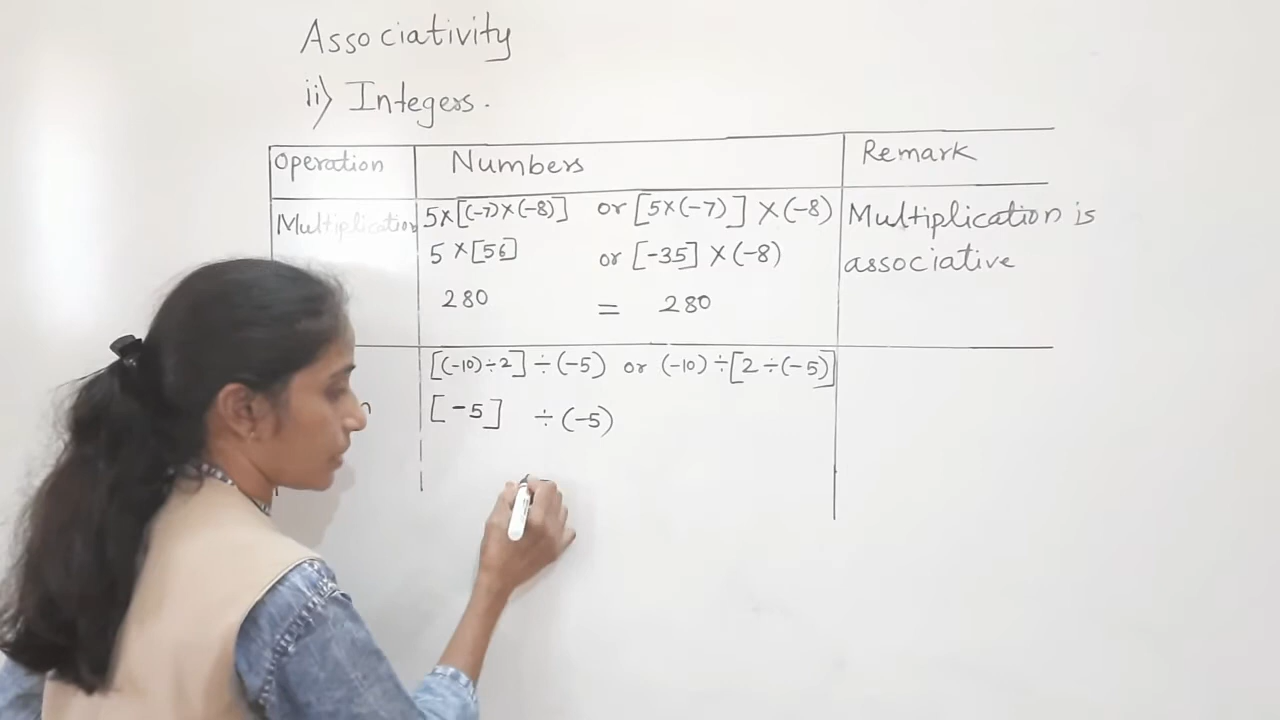 Associativity
ii) Integers.
Operation Numbers Remark
Multiplication 5×[(-7)×(-8)] or [5×(-7)]×(-8) Multiplication is
5×[56] or [-35]×(-8) associative
280 = 280
[(-10)÷2]÷(-5) or (-10)÷[2÷(-5)]
[-5] ÷(-5)